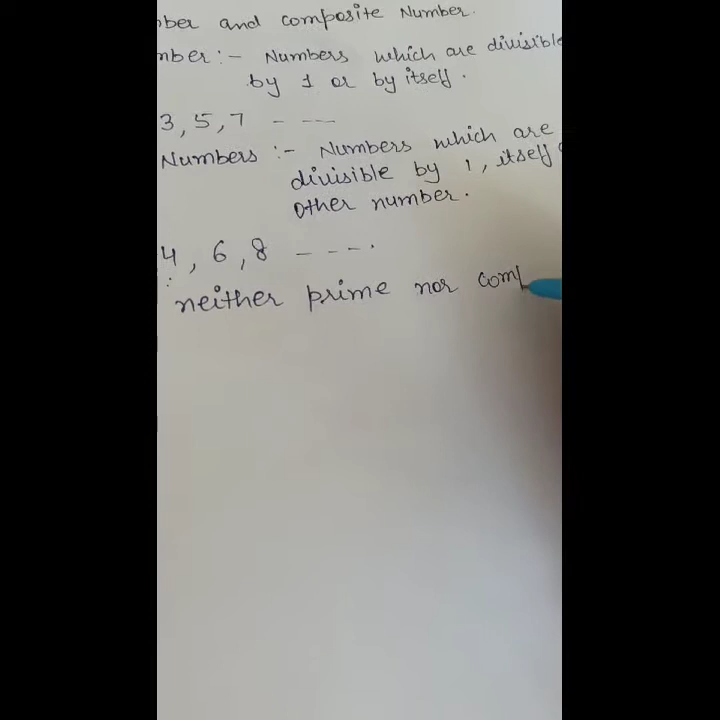 ber and composite Number.
mber :- Numbers which are divisible
by 1 or by itself.
3, 5, 7 - --
Numbers :- Numbers which are
divisible by 1, itself
other number.
4, 6, 8 - - - -.
neither prime nor comp